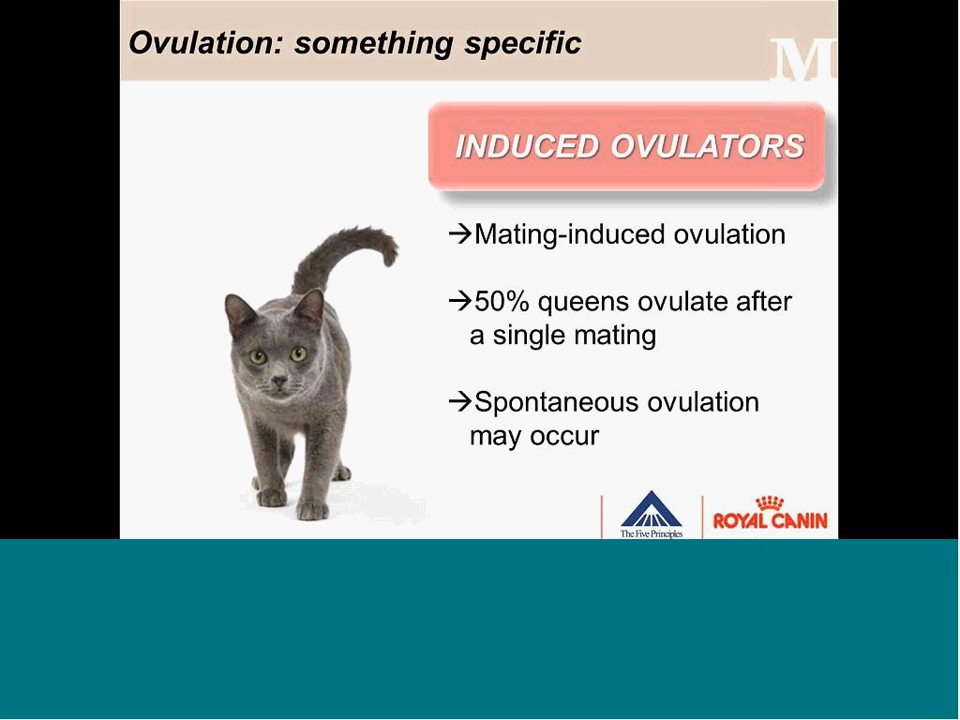 Ovulation: something specific
M
INDUCED OVULATORS
→Mating-induced ovulation
→50% queens ovulate after
a single mating
→Spontaneous ovulation
may occur
The Five Principles
ROYAL CANIN